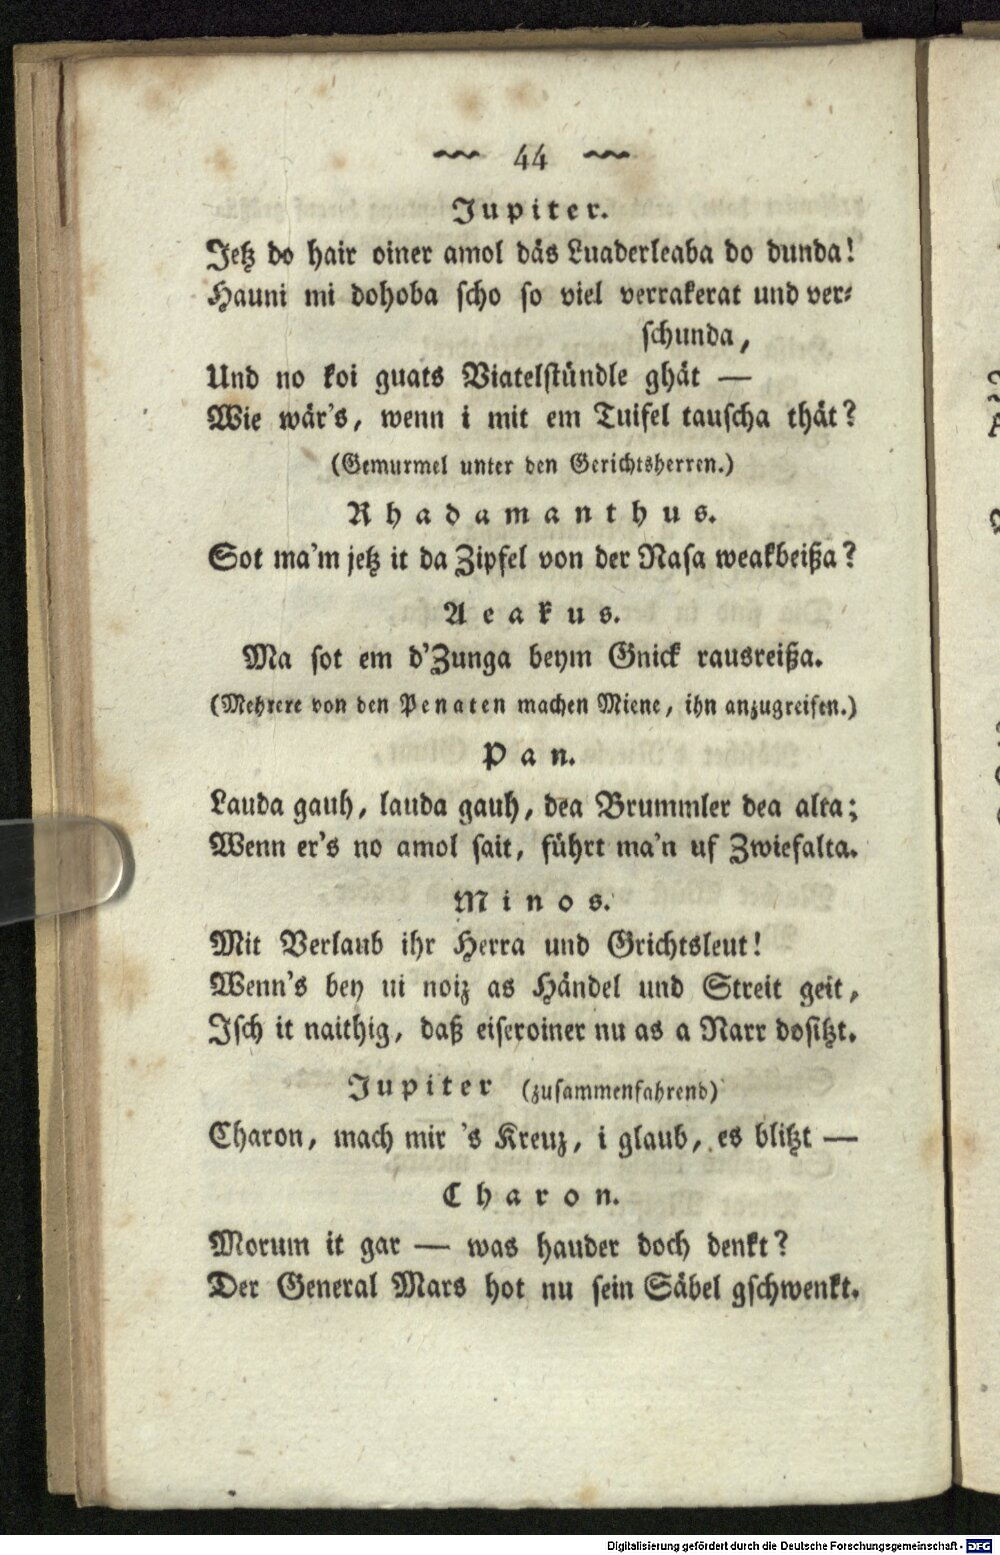 ~~ 44 ~~
Jupiter.
Jetz do hair oiner amol däs Luaderleaba do dunda!
Hauni mi dohoba scho so viel verrakerat und ver-
schunda,
Und no koi guats Viatelstündle ghät —
Wie wär's, wenn i mit em Tuifel tauscha thät?
(Gemurmel unter den Gerichtsherren.)
Rhadamanthus.
Sot ma'm jetz it da Zipfel von der Nasa weakbeißa?
Aeakus.
Ma sot em d'Zunga beym Gnick rausreißa.
(Mehrere von den Penaten machen Miene, ihn anzugreifen.)
Pan.
Lauda gauh, lauda gauh, dea Brummler dea alta;
Wenn er's no amol sait, führt ma'n uf Zwiefalta.
Minos.
Mit Verlaub ihr Herra und Grichtsleut!
Wenn's bey ui noiz as Händel und Streit geit,
Isch it naithig, daß eiseroiner nu as a Narr dositzt.
Jupiter (zusammenfahrend)
Charon, mach mir 's Kreuz, i glaub, es blitzt —
Charon.
Morum it gar — was hauder doch denkt?
Der General Mars hot nu sein Säbel gschwenkt.
Digitalisierung gefördert durch die Deutsche Forschungsgemeinschaft - DFG